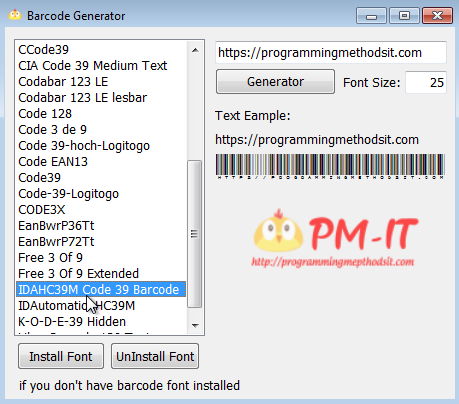 Barcode Generator
CCode39
CIA Code 39 Medium Text
Codabar 123 LE
Codabar 123 LE lesbar
Code 128
Code 3 de 9
Code 39-hoch-Logitogo
Code EAN13
Code39
Code-39-Logitogo
CODE3X
EanBwrP36Tt
EanBwrP72Tt
Free 3 Of 9
Free 3 Of 9 Extended
IDAHC39M Code 39 Barcode
IDAutomationHC39M
K-O-D-E-39 Hidden
https://programmingmethodsit.com
Generator
Font Size:
25
Text Eample:
https://programmingmethodsit.com
HTTPS://PROGRAMMINGMETHODSIT.COM
PM-IT
http://programmingmepthodsit.com
Install Font
UnInstall Font
if you don't have barcode font installed